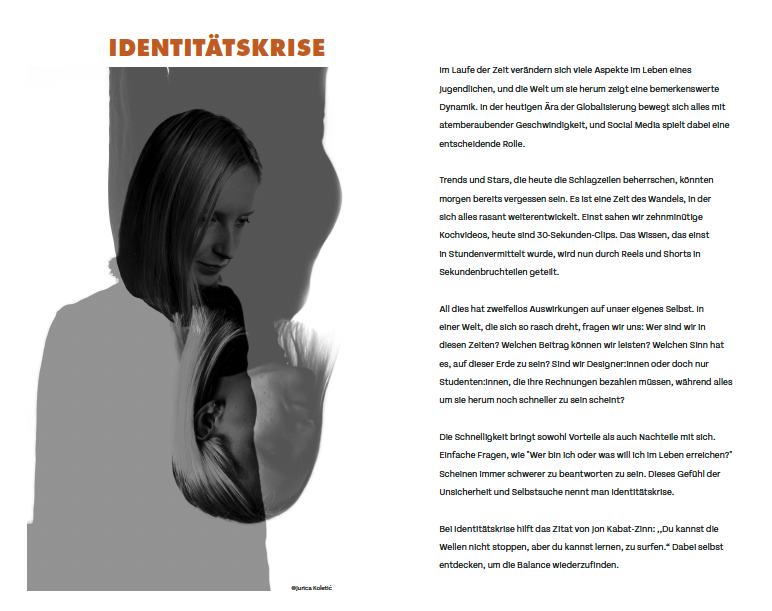 IDENTITÄTSKRISE
Im Laufe der Zeit verändern sich viele Aspekte im Leben eines
Jugendlichen, und die Welt um sie herum zeigt eine bemerkenswerte
Dynamik. In der heutigen Ära der Globalisierung bewegt sich alles mit
atemberaubender Geschwindigkeit, und Social Media spielt dabei eine
entscheidende Rolle.
Trends und Stars, die heute die Schlagzeilen beherrschen, könnten
morgen bereits vergessen sein. Es ist eine Zeit des Wandels, in der
sich alles rasant weiterentwickelt. Einst sahen wir zehnminütige
Kochvideos, heute sind 30-Sekunden-Clips. Das Wissen, das einst
in Stundenvermittelt wurde, wird nun durch Reels und Shorts in
Sekundenbruchteilen geteilt.
All dies hat zweifellos Auswirkungen auf unser eigenes Selbst. In
einer Welt, die sich so rasch dreht, fragen wir uns: Wer sind wir in
diesen Zeiten? Welchen Beitrag können wir leisten? Welchen Sinn hat
es, auf dieser Erde zu sein? Sind wir Designer:innen oder doch nur
Studenten:innen, die ihre Rechnungen bezahlen müssen, während alles
um sie herum noch schneller zu sein scheint?
Die Schnelligkeit bringt sowohl Vorteile als auch Nachteile mit sich.
Einfache Fragen, wie "Wer bin ich oder was will ich im Leben erreichen?"
Scheinen immer schwerer zu beantworten zu sein. Dieses Gefühl der
Unsicherheit und Selbstsuche nennt man Identitätskrise.
Bei Identitätskrise hilft das Zitat von Jon Kabat-Zinn: ,,Du kannst die
Wellen nicht stoppen, aber du kannst lernen, zu surfen.“ Dabei selbst
entdecken, um die Balance wiederzufinden.
©Jurica Koletić